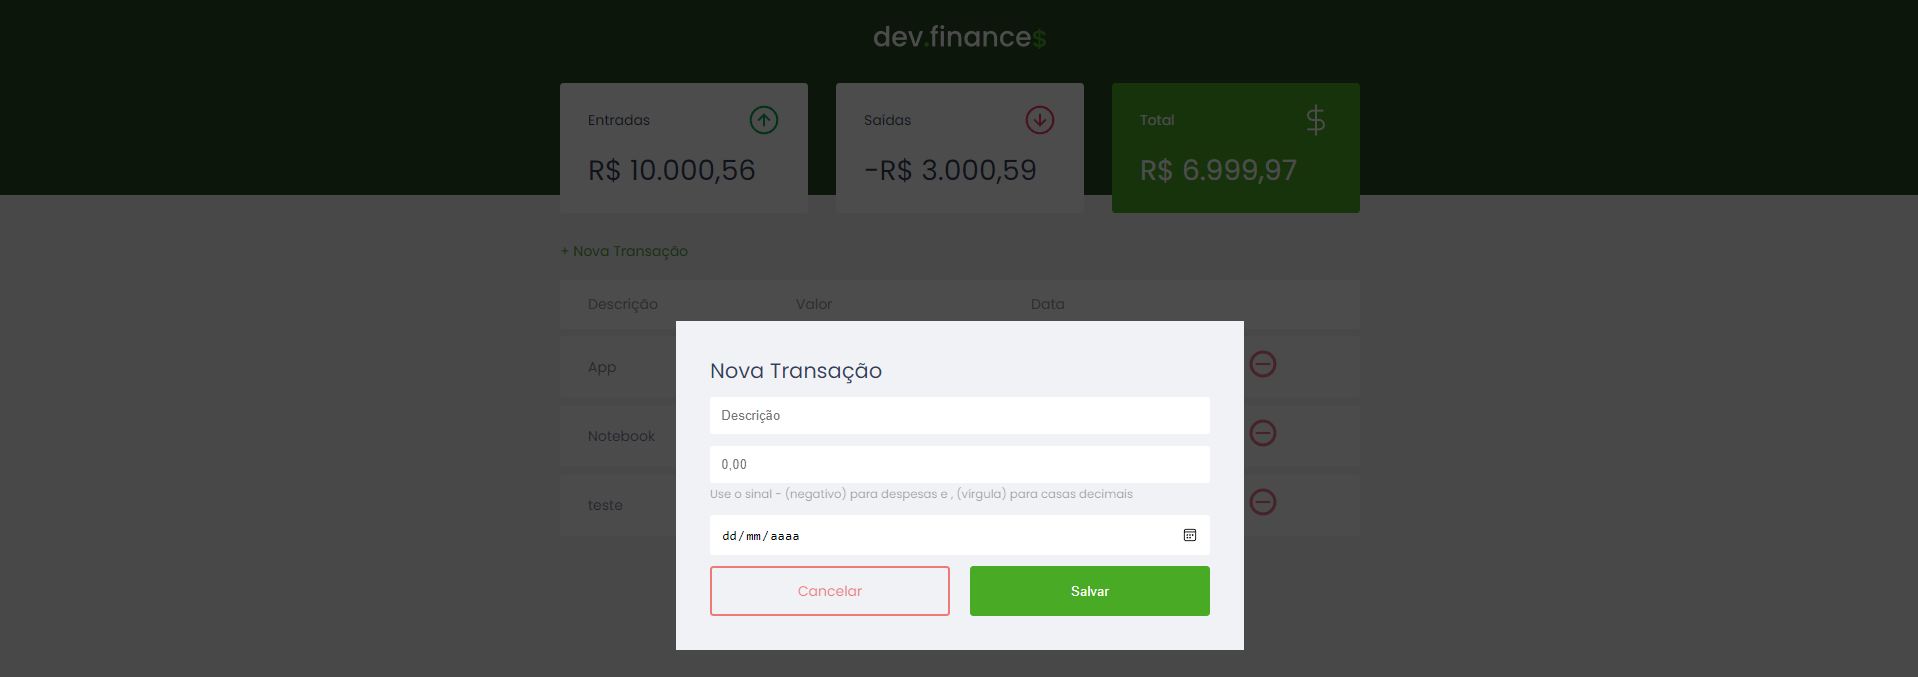 dev.finance$
Entradas
R$ 10.000,56
Saídas
-R$ 3.000,59
Total
R$ 6.999,97
+ Nova Transação
Descrição Valor Data
App
Notebook
teste
Nova Transação
Descrição
0,00
Use o sinal - (negativo) para despesas e , (vírgula) para casas decimais
dd/mm/aaaa
Cancelar Salvar